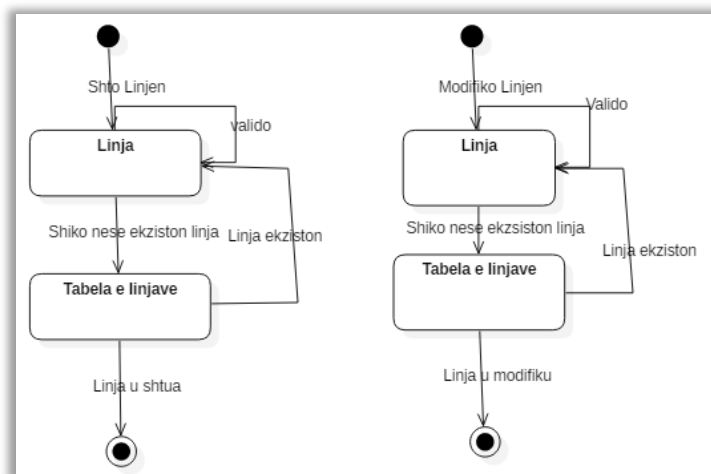 Shto Linjen
valido
Linja
Shiko nese ekziston linja
Linja ekziston
Tabela e linjave
Linja u shtua
Modifiko Linjen
Valido
Linja
Shiko nese ekzsiston linja
Linja ekziston
Tabela e linjave
Linja u modifiku